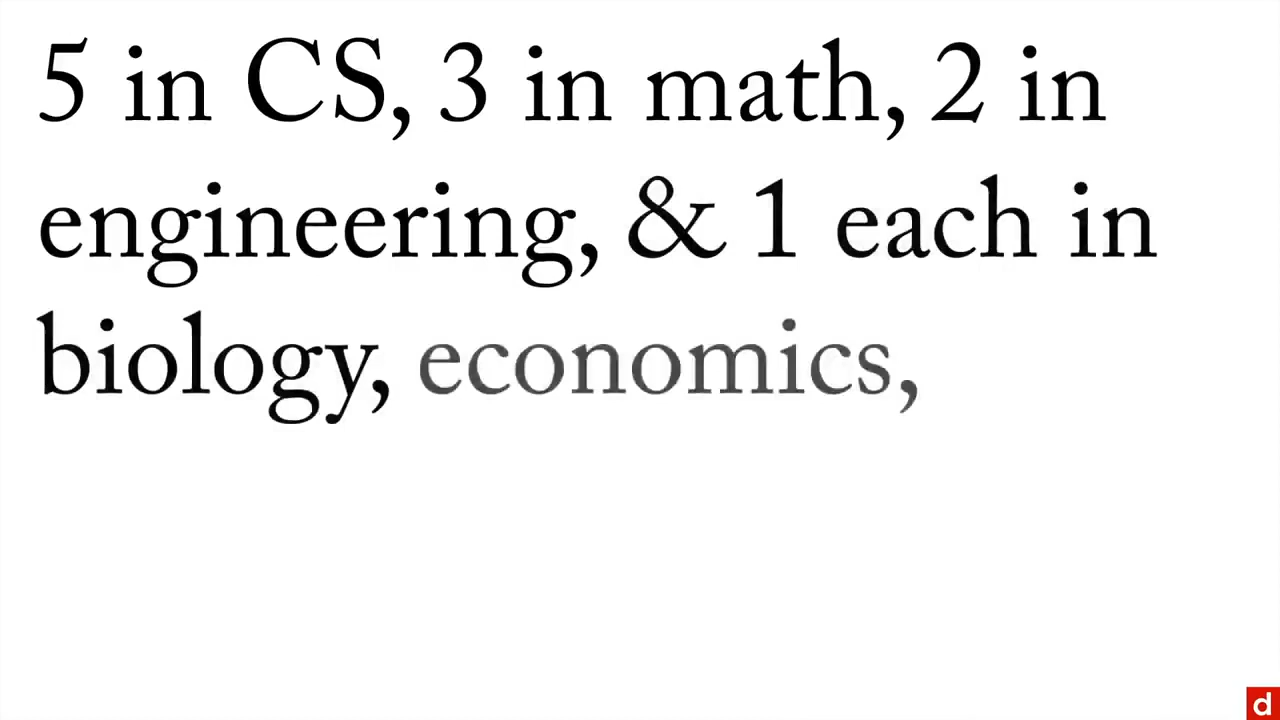 5 in CS, 3 in math, 2 in
engineering, & 1 each in
biology, economics,
d